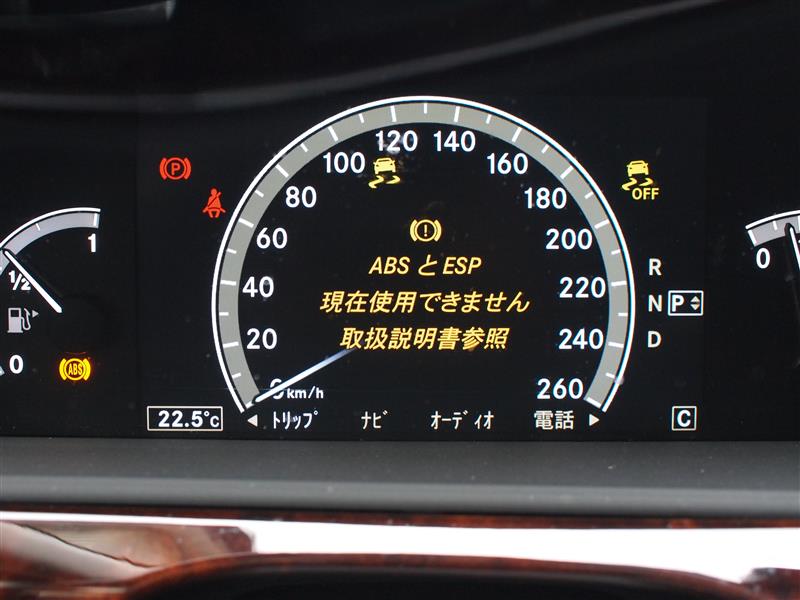 120 140
100 160
80 180
60 200
40 220
20 240
0 km/h 260
P
OFF
1
1/2
0
ABS
ABS と ESP
現在使用できません
取扱説明書参照
R
N P
D
0
22.5°C
トリップ ナビ オーディオ 電話
C